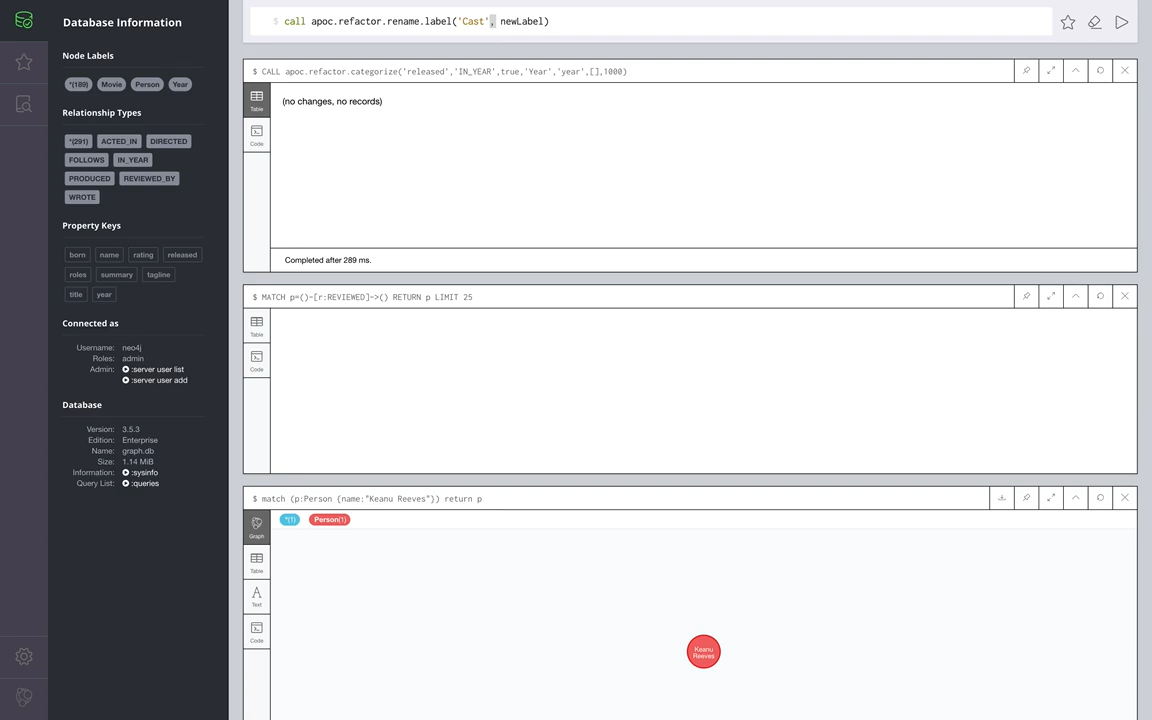 Database Information
Node Labels
*(189) Movie Person Year
Relationship Types
*(291) ACTED_IN DIRECTED
FOLLOWS IN_YEAR
PRODUCED REVIEWED_BY
WROTE
Property Keys
born name rating released
roles summary tagline
title year
Connected as
Username: neo4j
Roles: admin
Admin: :server user list
:server user add
Database
Version: 3.5.3
Edition: Enterprise
Name: graph.db
Size: 1.14 MiB
Information: :sysinfo
Query List: :queries
$ call apoc.refactor.rename.label('Cast', newLabel)
$ CALL apoc.refactor.categorize('released','IN_YEAR',true,'Year','year',[],1000)
Table
Code
(no changes, no records)
Completed after 289 ms.
$ MATCH p=()-[r:REVIEWED]->() RETURN p LIMIT 25
Table
Code
$ match (p:Person {name:"Keanu Reeves"}) return p
*(1) Person(1)
Graph
Table
Text
Code
Keanu
Reeves